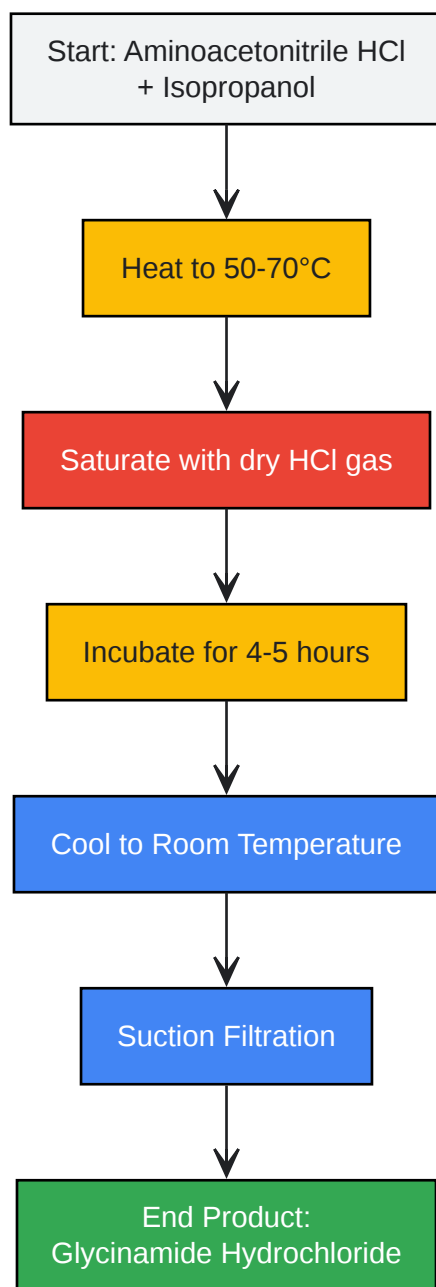 Start: Aminoacetonitrile HCl
+ Isopropanol
Heat to 50-70°C
Saturate with dry HCl gas
Incubate for 4-5 hours
Cool to Room Temperature
Suction Filtration
End Product:
Glycinamide Hydrochloride